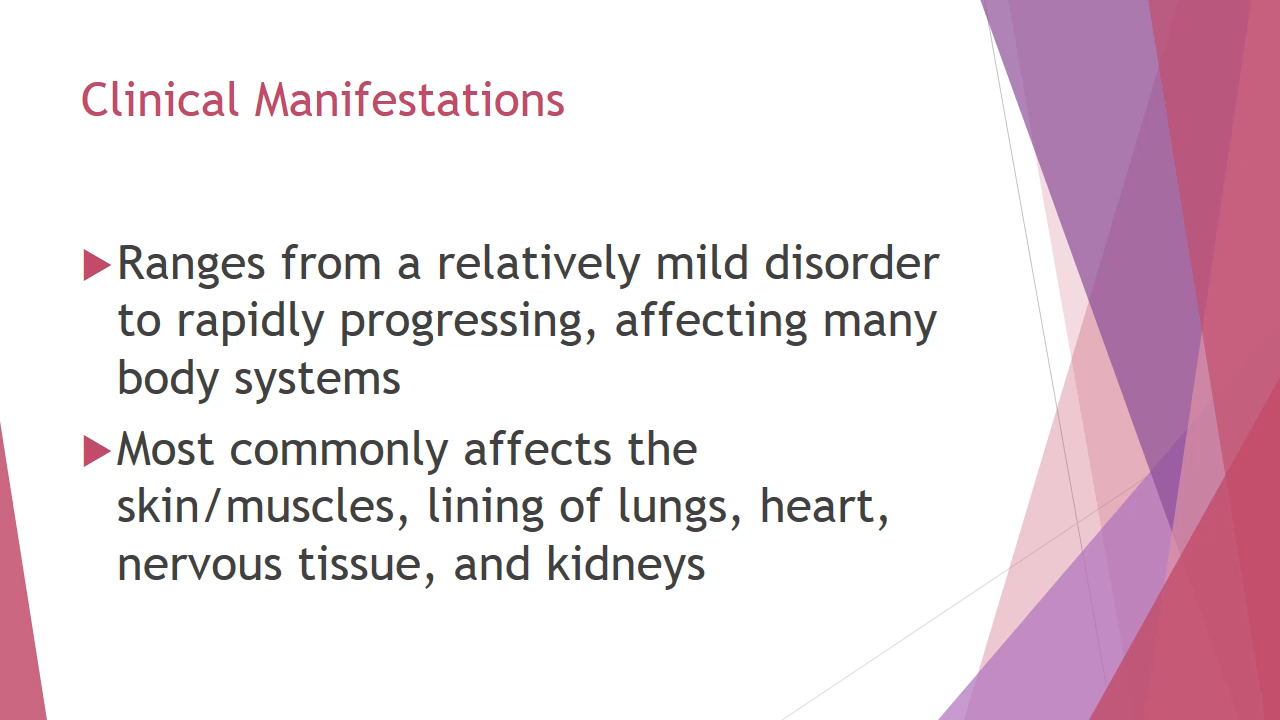 Clinical Manifestations
Ranges from a relatively mild disorder
to rapidly progressing, affecting many
body systems
Most commonly affects the
skin/muscles, lining of lungs, heart,
nervous tissue, and kidneys